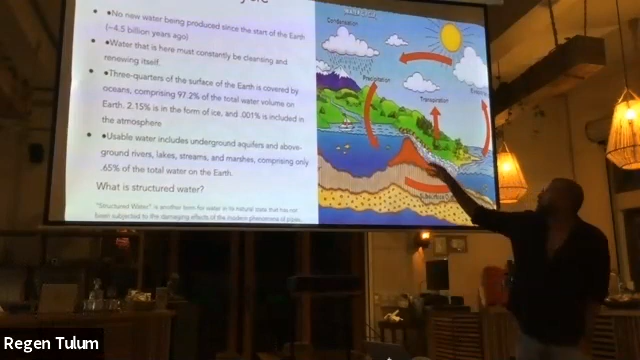 • •No new water being produced since the start of the Earth
(~4.5 billion years ago)
• •Water that is here must constantly be cleansing and
renewing itself.
• •Three-quarters of the surface of the Earth is covered by
oceans, comprising 97.2% of the total water volume on
Earth. 2.15% is in the form of ice, and .001% is included in
the atmosphere
• •Usable water includes underground aquifers and above-
ground rivers, lakes, streams, and marshes, comprising only
.65% of the total water on the Earth.
What is structured water?
"Structured Water" is another term for water in its natural state that has not
been subjected to the damaging effects of the modern phenomena of pipes,
Condensation
Precipitation
Transpiration
Regen Tulum